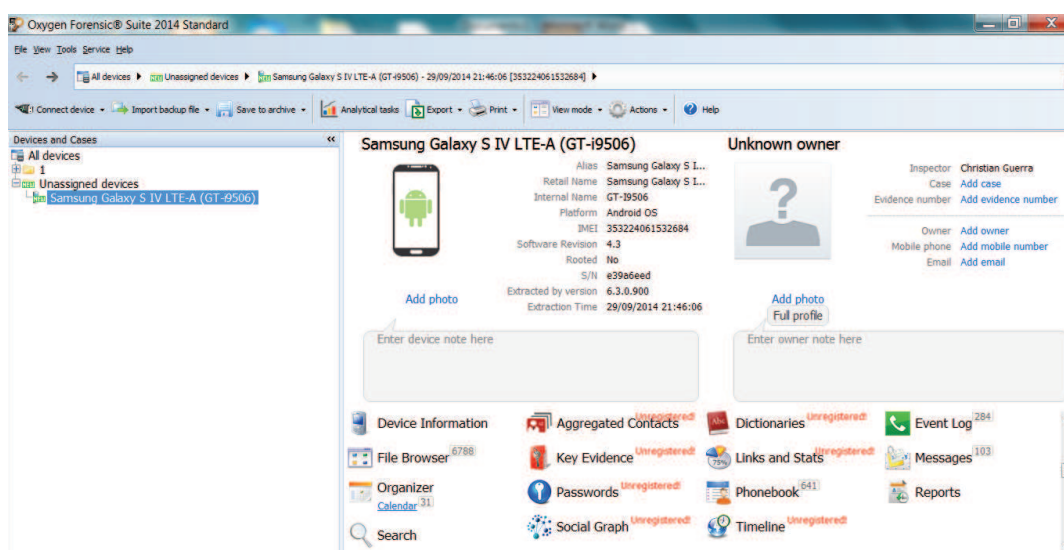 Oxygen Forensic® Suite 2014 Standard
File View Tools Service Help
All devices Unassigned devices Samsung Galaxy S IV LTE-A (GT-i9506) - 29/09/2014 21:46:06 [353224061532684]
Connect device Import backup file Save to archive Analytical tasks Export Print View mode Actions Help
Devices and Cases
All devices
1
Unassigned devices
Samsung Galaxy S IV LTE-A (GT-i9506)
Samsung Galaxy S IV LTE-A (GT-i9506)
Alias Samsung Galaxy S I...
Retail Name Samsung Galaxy S I...
Internal Name GT-I9506
Platform Android OS
IMEI 353224061532684
Software Revision 4.3
Rooted No
S/N e39a6eed
Extracted by version 6.3.0.900
Extraction Time 29/09/2014 21:46:06
Add photo
Enter device note here
Unknown owner
Inspector Christian Guerra
Case Add case
Evidence number Add evidence number
Owner Add owner
Mobile phone Add mobile number
Email Add email
Add photo
Full profile
Enter owner note here
Device Information
Aggregated Contacts Unregistered!
Dictionaries Unregistered!
Event Log 284
File Browser 6788
Key Evidence Unregistered!
Links and Stats Unregistered!
75%
Messages 103
Organizer
Calendar 31
Passwords Unregistered!
Phonebook 641
Reports
Search
Social Graph Unregistered!
Timeline Unregistered!